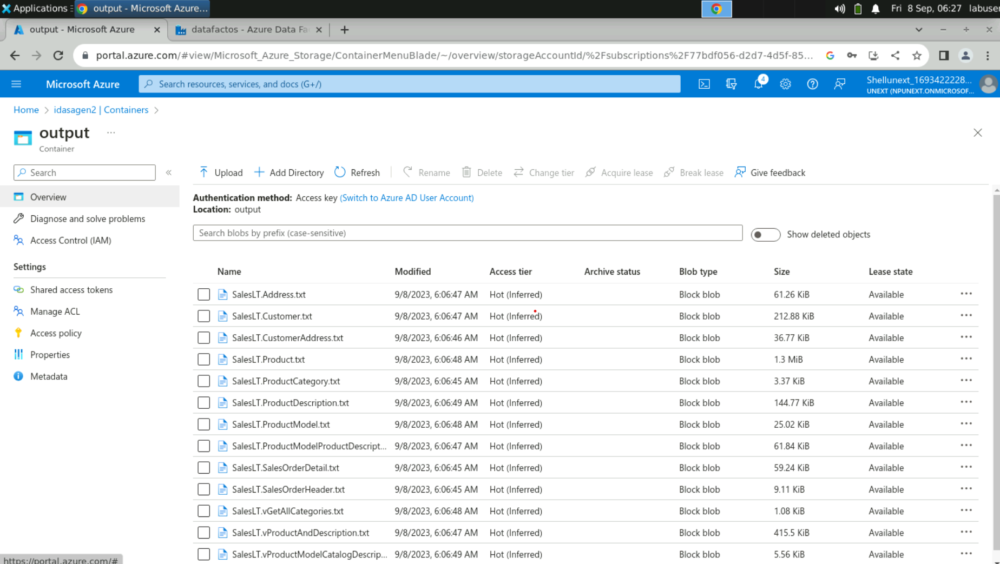 Applications
output - Microsoft Azure...
Fri 8 Sep, 06:27 labuser
output - Microsoft Azure
datafactos - Azure Data Fa
portal.azure.com/#view/Microsoft_Azure_Storage/ContainerMenuBlade/~/overview/storageAccountId/%2Fsubscriptions%2F77bdf056-d2d7-4d5f-85...
Microsoft Azure
Search resources, services, and docs (G+/)
4
Shellunext_1693422228...
UNEXT (NPUNEXT.ONMICROSOF...
Home > idasagen2 | Containers >
output ...
Container
Search «
Upload
Add Directory
Refresh
Rename
Delete
Change tier
Acquire lease
Break lease
Give feedback
Overview
Diagnose and solve problems
Access Control (IAM)
Settings
Shared access tokens
Manage ACL
Access policy
Properties
Metadata
Authentication method: Access key (Switch to Azure AD User Account)
Location: output
Search blobs by prefix (case-sensitive)
Show deleted objects
Name Modified Access tier Archive status Blob type Size Lease state
SalesLT.Address.txt 9/8/2023, 6:06:47 AM Hot (Inferred) Block blob 61.26 KiB Available ...
SalesLT.Customer.txt 9/8/2023, 6:06:47 AM Hot (Inferred) Block blob 212.88 KiB Available ...
SalesLT.CustomerAddress.txt 9/8/2023, 6:06:46 AM Hot (Inferred) Block blob 36.77 KiB Available ...
SalesLT.Product.txt 9/8/2023, 6:06:48 AM Hot (Inferred) Block blob 1.3 MiB Available ...
SalesLT.ProductCategory.txt 9/8/2023, 6:06:45 AM Hot (Inferred) Block blob 3.37 KiB Available ...
SalesLT.ProductDescription.txt 9/8/2023, 6:06:49 AM Hot (Inferred) Block blob 144.77 KiB Available ...
SalesLT.ProductModel.txt 9/8/2023, 6:06:48 AM Hot (Inferred) Block blob 25.02 KiB Available ...
SalesLT.ProductModelProductDescript... 9/8/2023, 6:06:47 AM Hot (Inferred) Block blob 61.84 KiB Available ...
SalesLT.SalesOrderDetail.txt 9/8/2023, 6:06:45 AM Hot (Inferred) Block blob 59.24 KiB Available ...
SalesLT.SalesOrderHeader.txt 9/8/2023, 6:06:45 AM Hot (Inferred) Block blob 9.11 KiB Available ...
SalesLT.vGetAllCategories.txt 9/8/2023, 6:06:48 AM Hot (Inferred) Block blob 1.08 KiB Available ...
SalesLT.vProductAndDescription.txt 9/8/2023, 6:06:47 AM Hot (Inferred) Block blob 415.5 KiB Available ...
SalesLT.vProductModelCatalogDescrip... 9/8/2023, 6:06:49 AM Hot (Inferred) Block blob 5.56 KiB Available ...
https://portal.azure.com/#